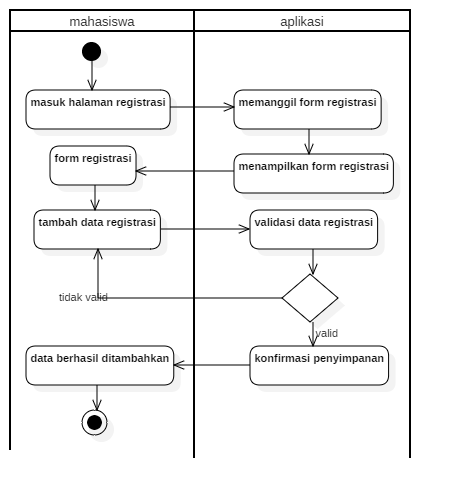 mahasiswa
aplikasi
masuk halaman registrasi
memanggil form registrasi
form registrasi
menampilkan form registrasi
tambah data registrasi
validasi data registrasi
tidak valid
valid
data berhasil ditambahkan
konfirmasi penyimpanan